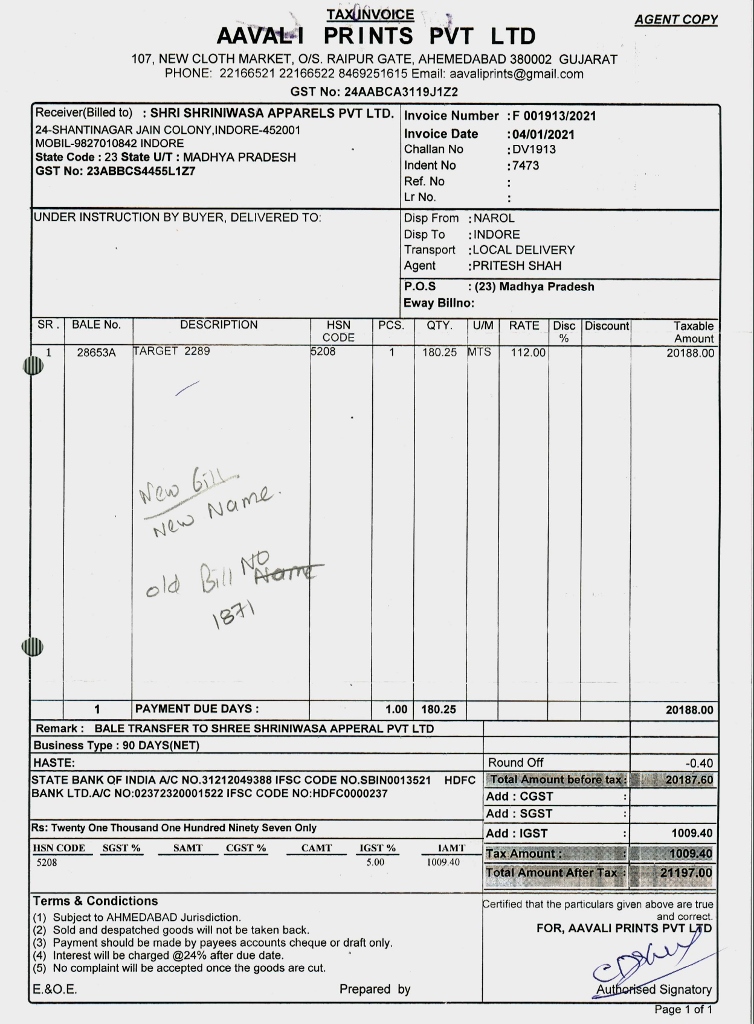 TAX INVOICE
AGENT COPY
AAVALI PRINTS PVT LTD
107, NEW CLOTH MARKET, O/S. RAIPUR GATE, AHEMEDABAD 380002 GUJARAT
PHONE: 22166521 22166522 8469251615 Email: aavaliprints@gmail.com
GST No: 24AABCA3119J1Z2
Receiver(Billed to) : SHRI SHRINIWASA APPARELS PVT LTD.
24-SHANTINAGAR JAIN COLONY,INDORE-452001
MOBIL-9827010842 INDORE
State Code : 23 State U/T : MADHYA PRADESH
GST No: 23ABBCS4455L1Z7
Invoice Number :F 001913/2021
Invoice Date :04/01/2021
Challan No :DV1913
Indent No :7473
Ref. No :
Lr No. :
UNDER INSTRUCTION BY BUYER, DELIVERED TO:
Disp From :NAROL
Disp To :INDORE
Transport :LOCAL DELIVERY
Agent :PRITESH SHAH
P.O.S : (23) Madhya Pradesh
Eway Billno:
SR. BALE No. DESCRIPTION HSN CODE PCS. QTY. U/M RATE Disc % Discount Taxable Amount
1 28653A TARGET 2289 5208 1 180.25 MTS 112.00 20188.00
New Bill
New Name.
old Bill NO Name
1871
1 PAYMENT DUE DAYS : 1.00 180.25 20188.00
Remark : BALE TRANSFER TO SHREE SHRINIWASA APPERAL PVT LTD
Business Type : 90 DAYS(NET)
HASTE:
Round Off -0.40
STATE BANK OF INDIA A/C NO.31212049388 IFSC CODE NO.SBIN0013521 HDFC
BANK LTD.A/C NO:02372320001522 IFSC CODE NO:HDFC0000237
Total Amount before tax: 20187.60
Add : CGST :
Add : SGST :
Rs: Twenty One Thousand One Hundred Ninety Seven Only
Add : IGST : 1009.40
HSN CODE SGST % SAMT CGST % CAMT IGST % IAMT
5208 5.00 1009.40
Tax Amount : 1009.40
Total Amount After Tax : 21197.00
Terms & Conditions
(1) Subject to AHMEDABAD Jurisdiction.
(2) Sold and despatched goods will not be taken back.
(3) Payment should be made by payees accounts cheque or draft only.
(4) Interest will be charged @24% after due date.
(5) No complaint will be accepted once the goods are cut.
Certified that the particulars given above are true
and correct.
FOR, AAVALI PRINTS PVT LTD
E.&O.E. Prepared by
Authorised Signatory
Page 1 of 1